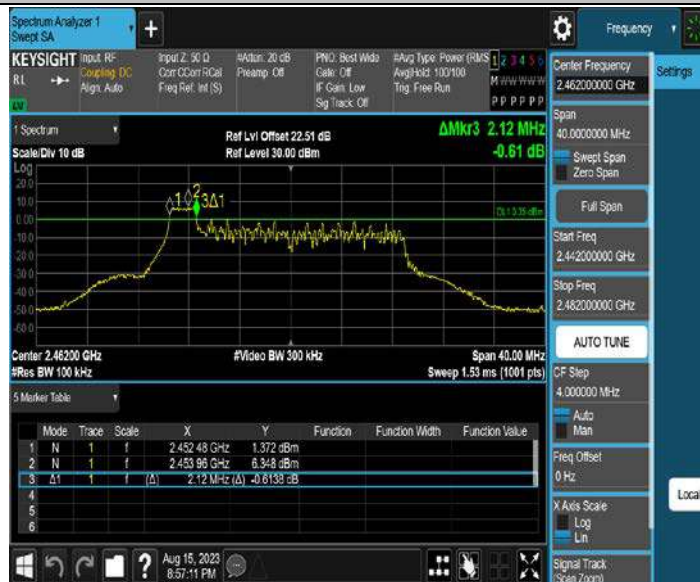 Spectrum Analyzer 1
Swept SA
+
Frequency
KEYSIGHT
Input: RF
Input Z: 50 Ω
#Atten: 20 dB
PNO: Best Wide
#Avg Type: Power (RMS
1 2 3 4 5 6
RL
Coupling: DC
Corr CCorr RCal
Preamp: Off
Gate: Off
Avg|Hold: 100/100
M W W W W W
Align: Auto
Freq Ref: Int (S)
IF Gain: Low
Trig: Free Run
Sig Track: Off
P P P P P P
Center Frequency
2.462000000 GHz
Settings
Span
40.0000000 MHz
Swept Span
Zero Span
Full Span
Start Freq
2.442000000 GHz
Stop Freq
2.482000000 GHz
AUTO TUNE
CF Step
4.000000 MHz
Auto
Man
Freq Offset
0 Hz
X Axis Scale
Log
Lin
Signal Track
(Span Zoom)
Local
1 Spectrum
Scale/Div 10 dB
Ref Lvl Offset 22.51 dB
Ref Level 30.00 dBm
ΔMkr3 2.12 MHz
-0.61 dB
Log
20.0
10.0
0.00
-10.0
-20.0
-30.0
-40.0
-50.0
-60.0
1
2
3Δ1
DL1 0.35 dBm
Center 2.46200 GHz
#Video BW 300 kHz
Span 40.00 MHz
#Res BW 100 kHz
Sweep 1.53 ms (1001 pts)
5 Marker Table
Mode Trace Scale X Y Function Function Width Function Value
1 N 1 f 2.452 48 GHz 1.372 dBm
2 N 1 f 2.453 96 GHz 6.348 dBm
3 Δ1 1 f (Δ) 2.12 MHz (Δ) -0.6138 dB
4
5
6
?
Aug 15, 2023
8:57:11 PM